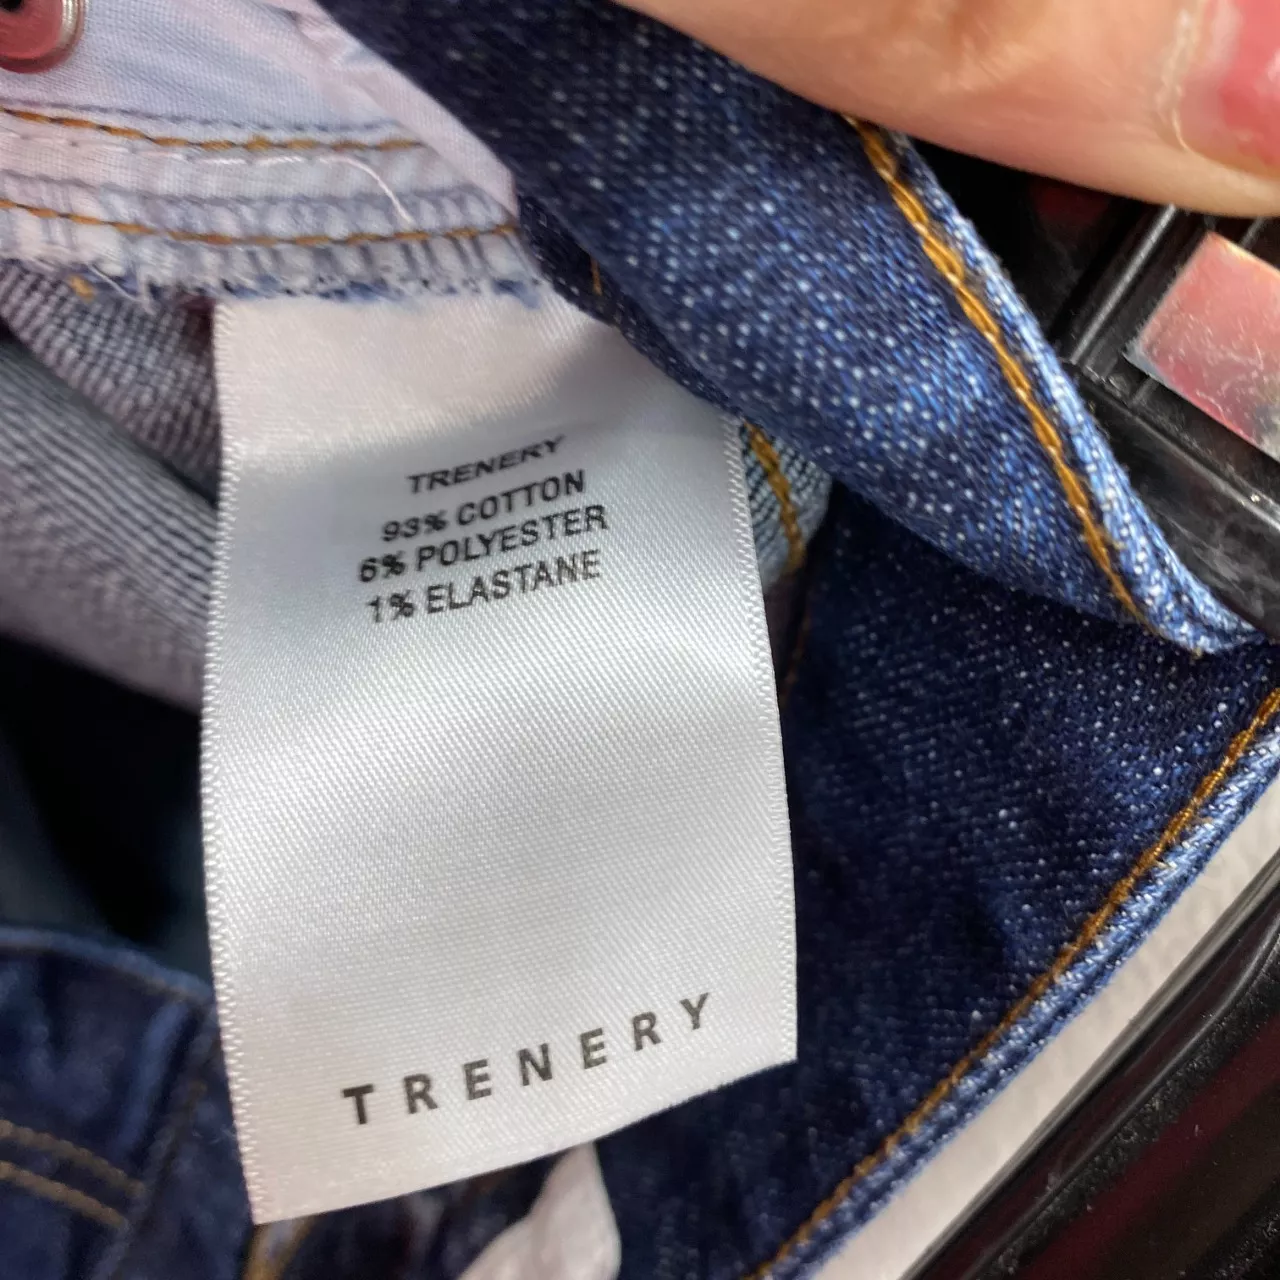 TRENERY
93% COTTON
6% POLYESTER
1% ELASTANE
TRENERY